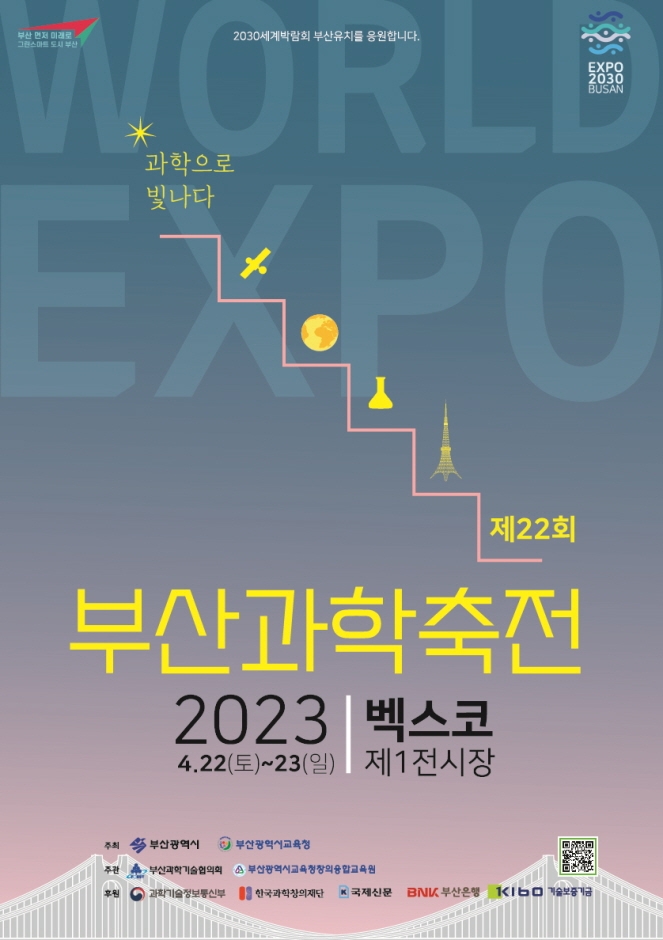 부산 먼저 미래로
그린스마트 도시 부산
2030세계박람회 부산유치를 응원합니다.
EXPO
2030
BUSAN
WORLD
EXPO
과학으로
빛나다
제22회
부산과학축전
2023
4.22(토)~23(일)
벡스코
제1전시장
주최 부산광역시 부산광역시교육청
주관 부산과학기술협의회 부산광역시교육청창의융합교육원
후원 과학기술정보통신부 한국과학창의재단 국제신문 BNK 부산은행 KIBO 기술보증기금